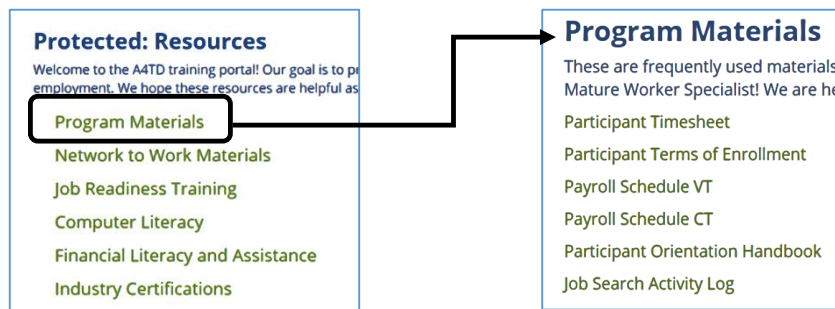 Protected: Resources
Welcome to the A4TD training portal! Our goal is to
employment. We hope these resources are helpful as
Program Materials
Network to Work Materials
Job Readiness Training
Computer Literacy
Financial Literacy and Assistance
Industry Certifications
Program Materials
These are frequently used materials
Mature Worker Specialist! We are
Participant Timesheet
Participant Terms of Enrollment
Payroll Schedule VT
Payroll Schedule CT
Participant Orientation Handbook
Job Search Activity Log